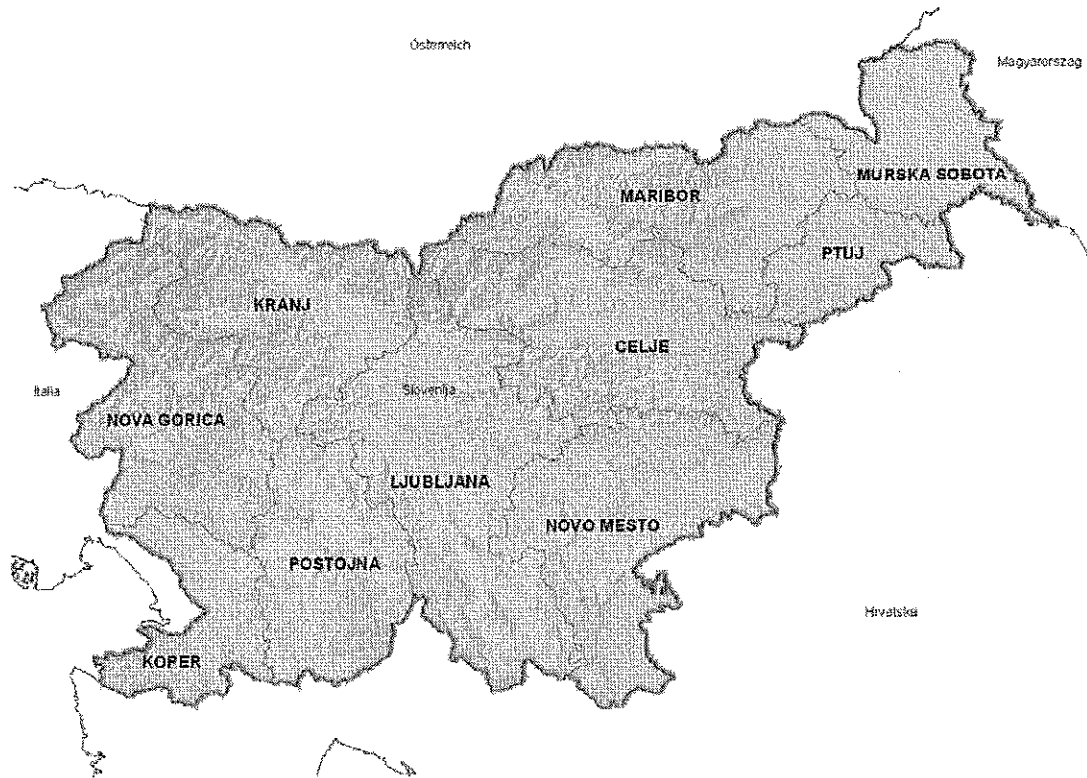 Österreich
Magyarország
MURSKA SOBOTA
MARIBOR
PTUJ
KRANJ
CELJE
Italia
Slovenija
NOVA GORICA
LJUBLJANA
NOVO MESTO
POSTOJNA
Hrvatska
KOPER